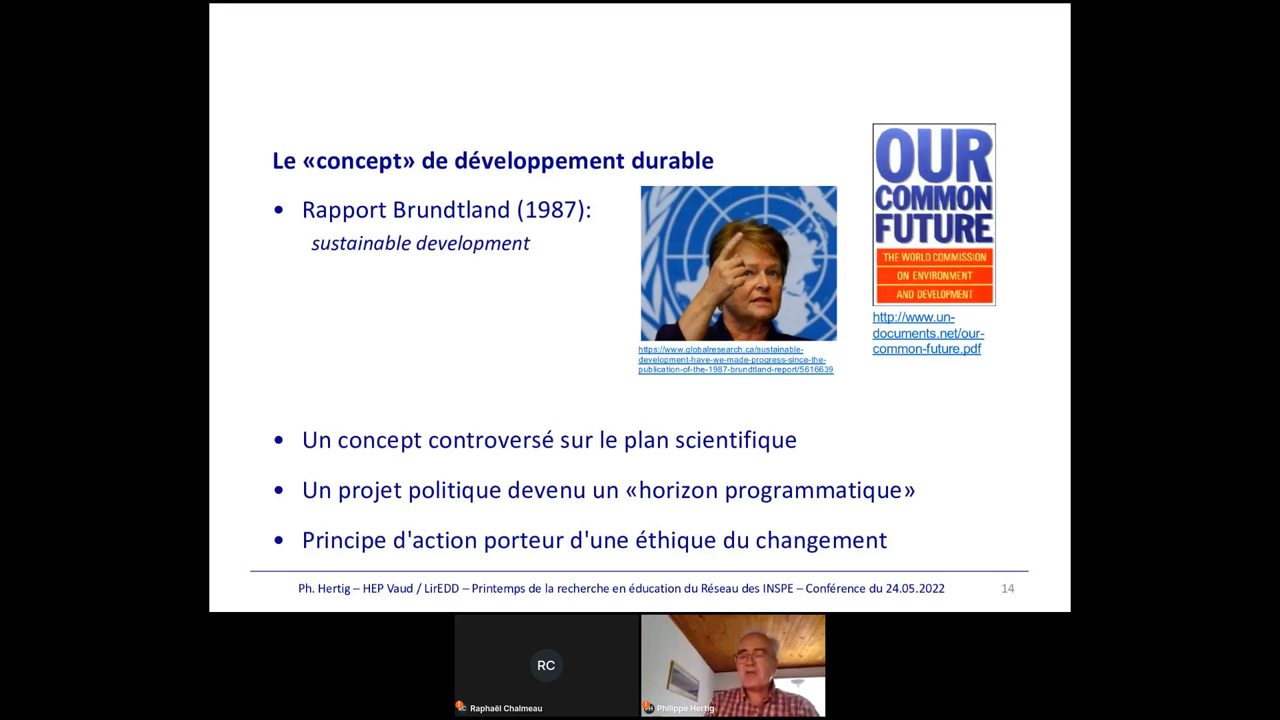 Le «concept» de développement durable
• Rapport Brundtland (1987):
sustainable development
https://www.globalresearch.ca/sustainable-
development-have-we-made-progress-since-the-
publication-of-the-1987-brundtland-report/5616639
OUR
COMMON
FUTURE
THE WORLD COMMISSION
ON ENVIRONMENT
AND DEVELOPMENT
http://www.un-
documents.net/our-
common-future.pdf
• Un concept controversé sur le plan scientifique
• Un projet politique devenu un «horizon programmatique»
• Principe d'action porteur d'une éthique du changement
Ph. Hertig – HEP Vaud / LirEDD – Printemps de la recherche en éducation du Réseau des INSPE – Conférence du 24.05.2022
14
RC
RC Raphaël Chalmeau
PH Philippe Hertig